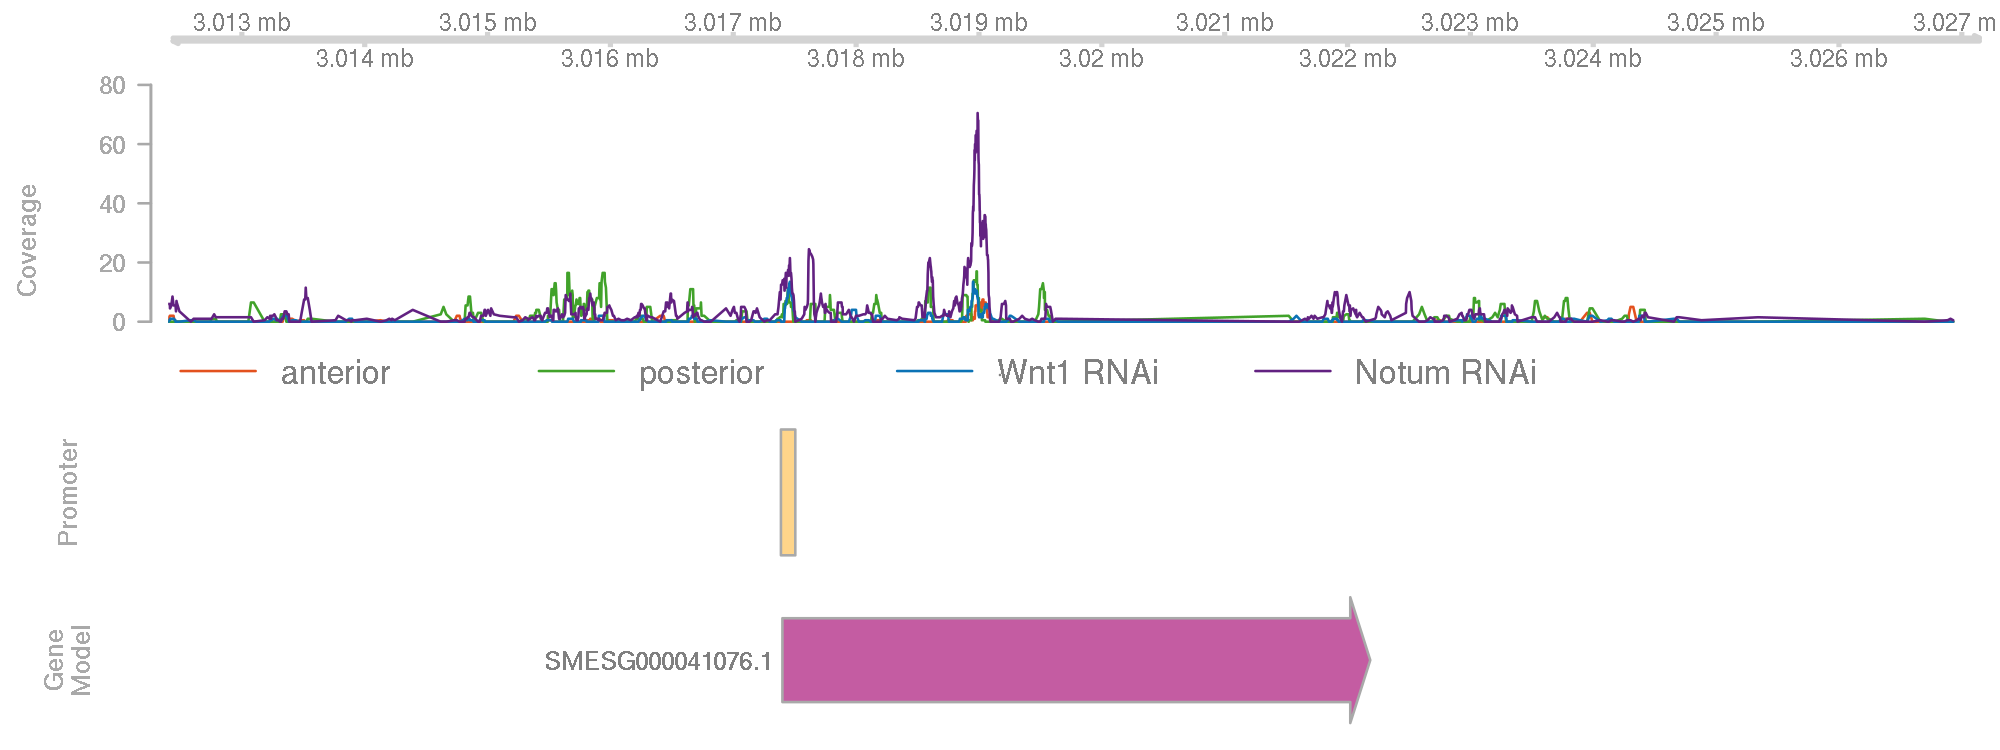 3.013 mb 3.015 mb 3.017 mb 3.019 mb 3.021 mb 3.023 mb 3.025 mb 3.027 m
3.014 mb 3.016 mb 3.018 mb 3.02 mb 3.022 mb 3.024 mb 3.026 mb
80
60
40
20
0
Coverage
anterior posterior Wnt1 RNAi Notum RNAi
Promoter
Gene
Model
SMESG000041076.1